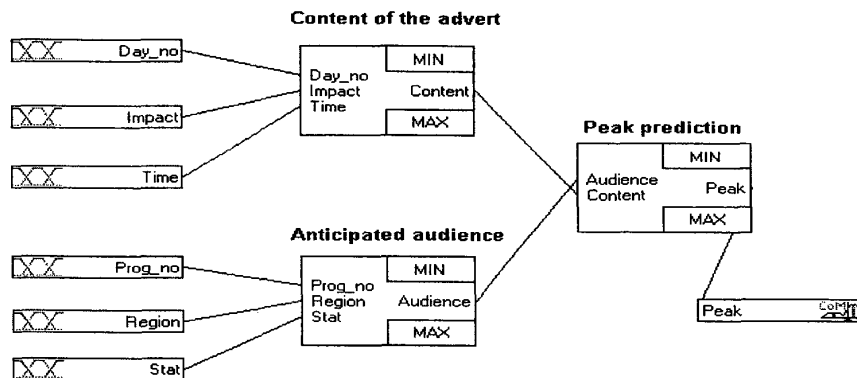 Content of the advert
Day_no
Impact
Time
Day_no
Impact
Time
MIN
Content
MAX
Peak prediction
Audience
Content
MIN
Peak
MAX
Anticipated audience
Prog_no
Region
Stat
Prog_no
Region
Stat
MIN
Audience
MAX
Peak